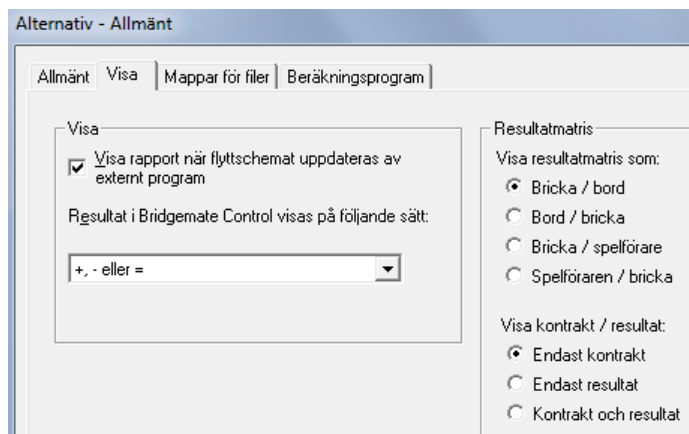 Alternativ - Allmänt
Allmänt Visa Mappar för filer Beräkningsprogram
Visa
Visa rapport när flyttschemat uppdateras av
externt program
Resultat i Bridgemate Control visas på följande sätt:
+, - eller =
Resultatmatris
Visa resultatmatris som:
Bricka / bord
Bord / bricka
Bricka / spelförare
Spelföraren / bricka
Visa kontrakt / resultat:
Endast kontrakt
Endast resultat
Kontrakt och resultat